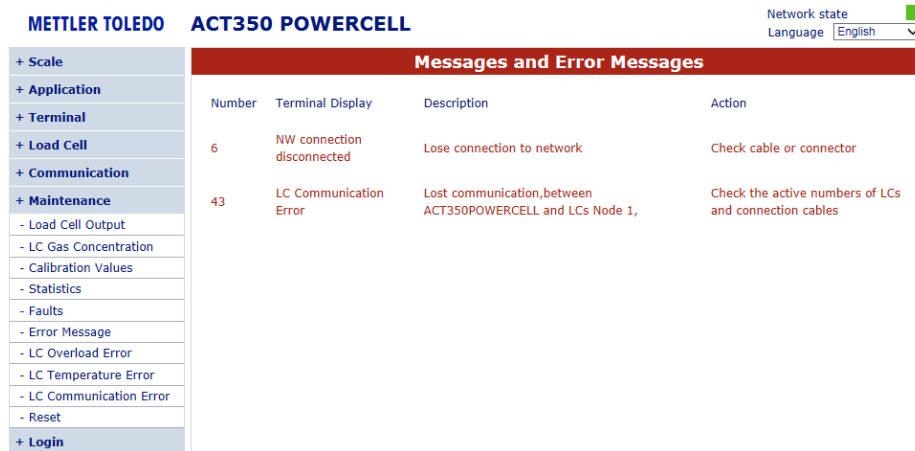 METTLER TOLEDO ACT350 POWERCELL
Network state
Language English
+ Scale
+ Application
+ Terminal
+ Load Cell
+ Communication
+ Maintenance
- Load Cell Output
- LC Gas Concentration
- Calibration Values
- Statistics
- Faults
- Error Message
- LC Overload Error
- LC Temperature Error
- LC Communication Error
- Reset
+ Login
Messages and Error Messages
Number Terminal Display Description Action
6 NW connection disconnected Lose connection to network Check cable or connector
43 LC Communication Error Lost communication,between ACT350POWERCELL and LCs Node 1, Check the active numbers of LCs and connection cables